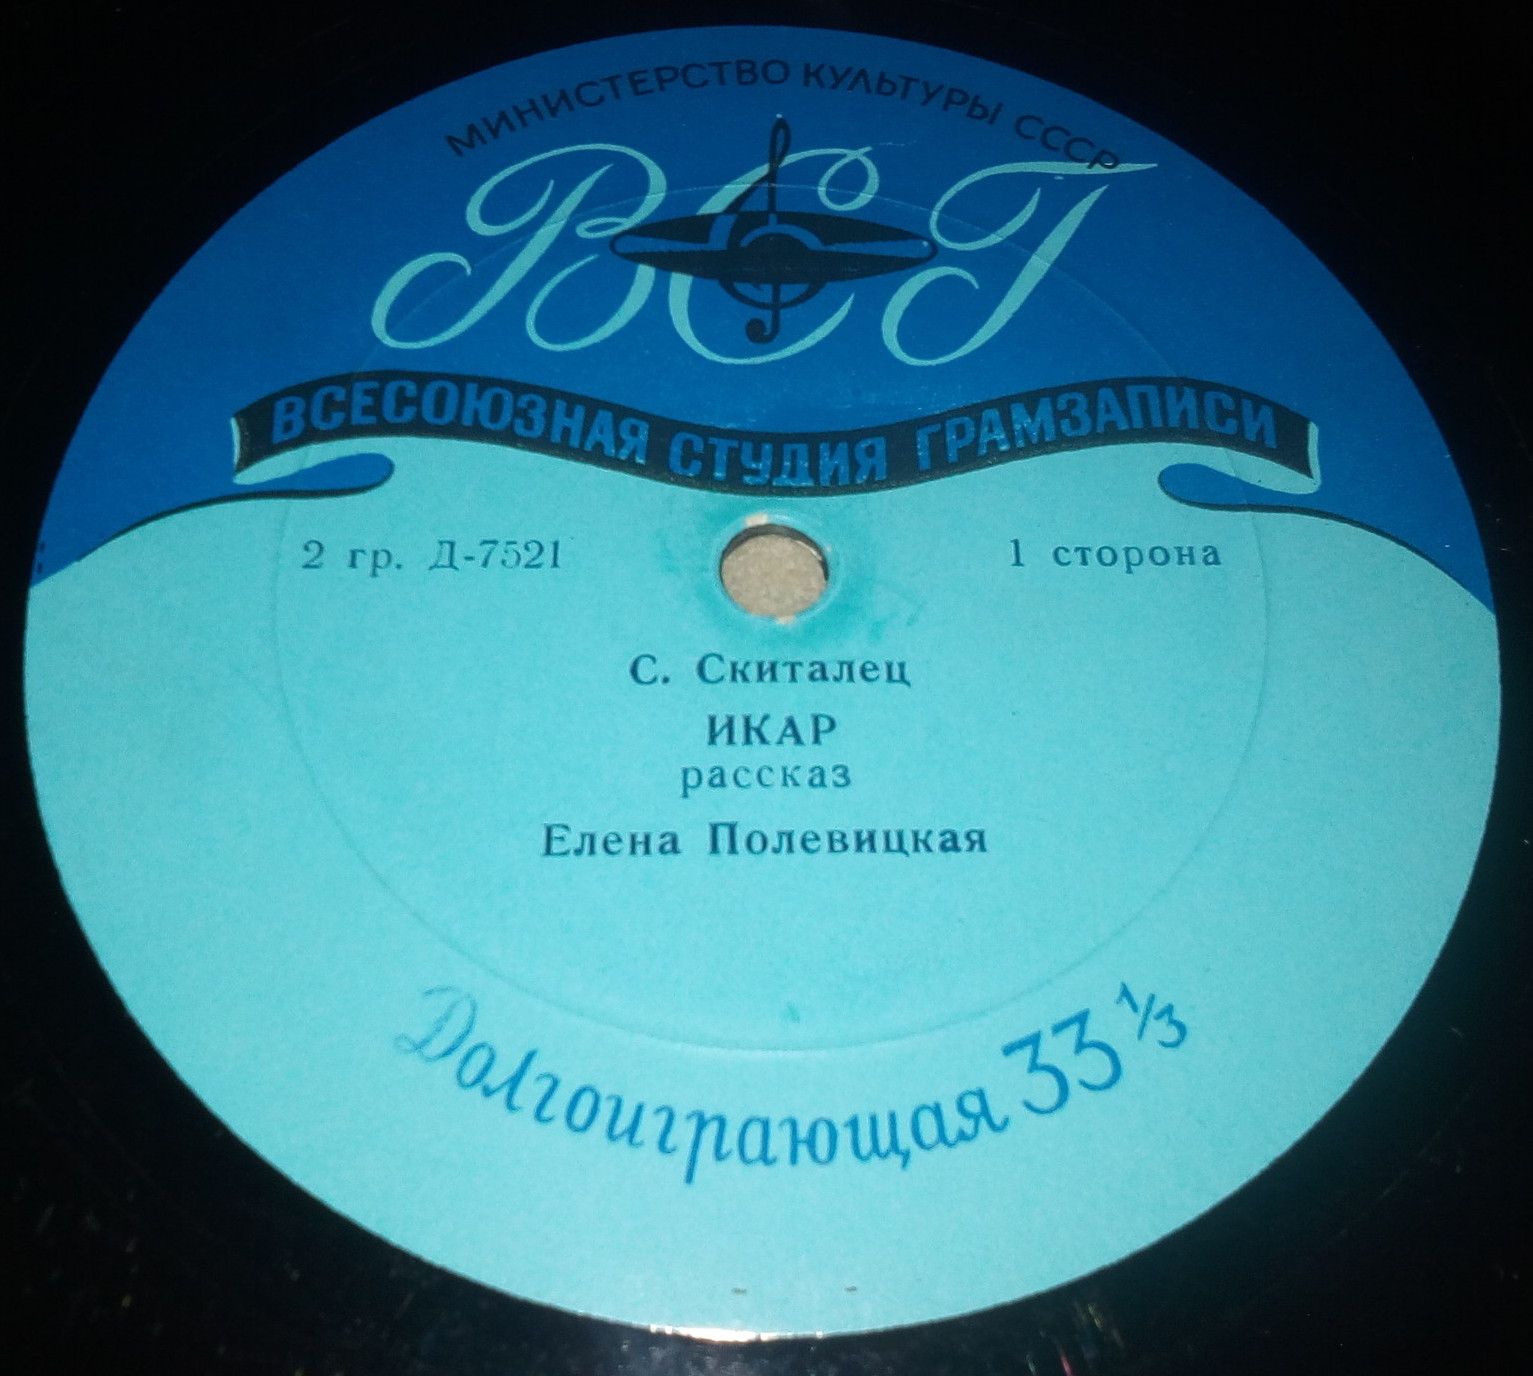 МИНИСТЕРСТВО КУЛЬТУРЫ СССР
ВСГ
ВСЕСОЮЗНАЯ СТУДИЯ ГРАМЗАПИСИ
2 гр. Д-7521
1 сторона
С. Скиталец
ИКАР
рассказ
Елена Полевицкая
Долгоиграющая 33 1/3